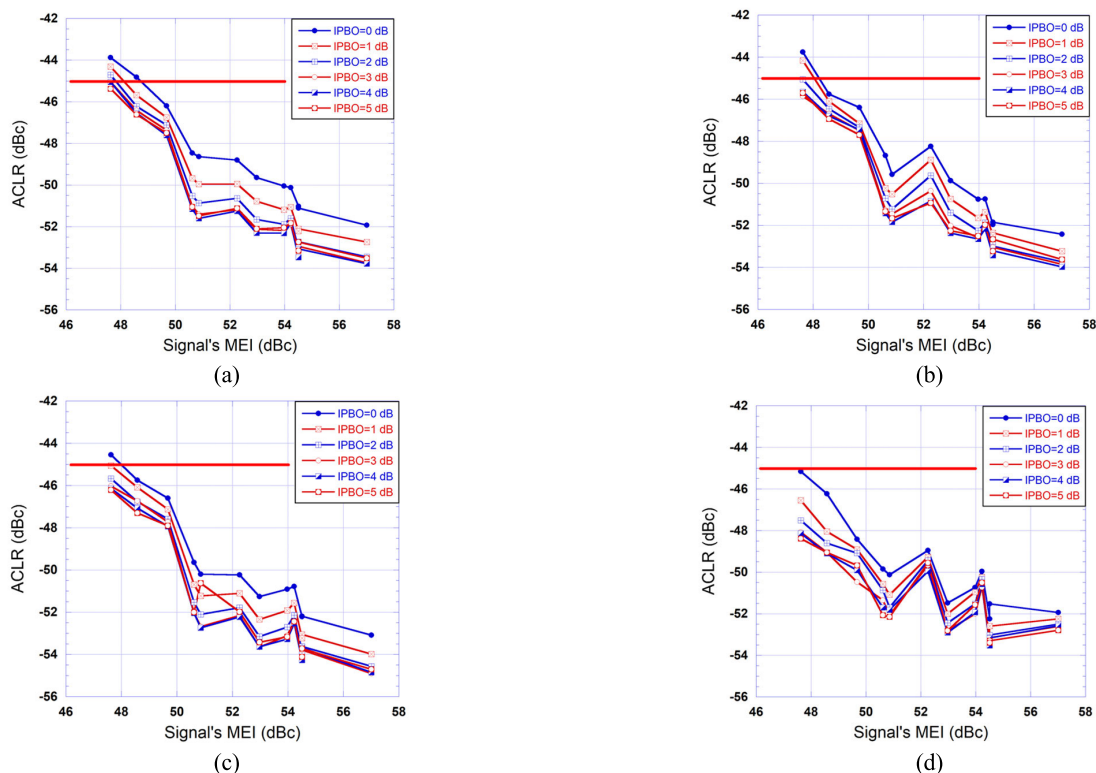 -42
-44
-46
-48
-50
-52
-54
-56
ACLR (dBc)
IPBO=0 dB
IPBO=1 dB
IPBO=2 dB
IPBO=3 dB
IPBO=4 dB
IPBO=5 dB
46 48 50 52 54 56 58
Signal's MEI (dBc)
(a)
-42
-44
-46
-48
-50
-52
-54
-56
ACLR (dBc)
IPBO=0 dB
IPBO=1 dB
IPBO=2 dB
IPBO=3 dB
IPBO=4 dB
IPBO=5 dB
46 48 50 52 54 56 58
Signal's MEI (dBc)
(b)
-42
-44
-46
-48
-50
-52
-54
-56
ACLR (dBc)
IPBO=0 dB
IPBO=1 dB
IPBO=2 dB
IPBO=3 dB
IPBO=4 dB
IPBO=5 dB
46 48 50 52 54 56 58
Signal's MEI (dBc)
(c)
-42
-44
-46
-48
-50
-52
-54
-56
ACLR (dBc)
IPBO=0 dB
IPBO=1 dB
IPBO=2 dB
IPBO=3 dB
IPBO=4 dB
IPBO=5 dB
46 48 50 52 54 56 58
Signal's MEI (dBc)
(d)